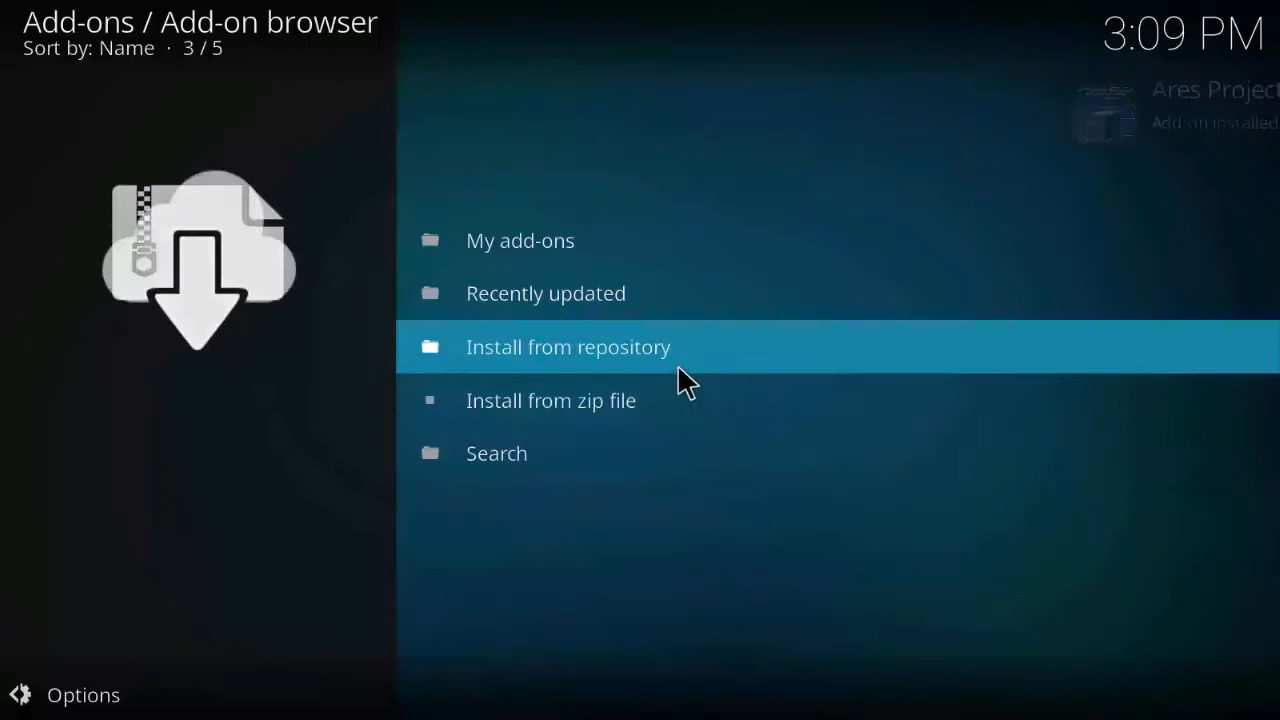 Add-ons / Add-on browser
Sort by: Name · 3 / 5
3:09 PM
Ares Project
Add-on installed
My add-ons
Recently updated
Install from repository
Install from zip file
Search
Options